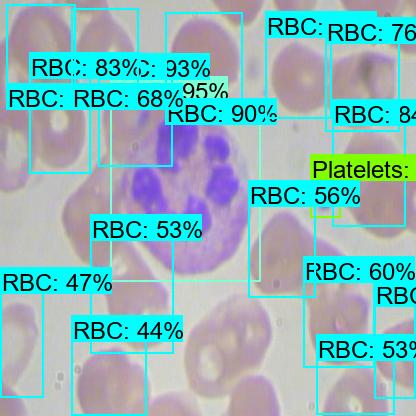 RBC:
RBC: 76
RBC: 83%
C: 93%
95%
RBC:
RBC: 68%
RBC: 90%
RBC: 84
Platelets:
RBC: 56%
RBC: 53%
RBC: 60%
RBC: 47%
RBC
RBC: 44%
RBC: 53%